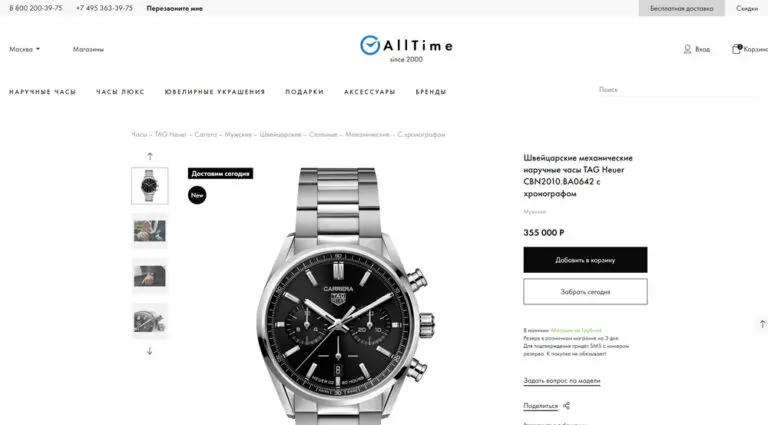 8 800 200-39-75 +7 495 363-39-75 Перезвоните мне Бесплатная доставка Скидки
Москва Магазины
AllTime
since 2000
Вход
Корзина
НАРУЧНЫЕ ЧАСЫ ЧАСЫ ЛЮКС ЮВЕЛИРНЫЕ УКРАШЕНИЯ ПОДАРКИ АКСЕССУАРЫ БРЕНДЫ
Поиск
Часы – TAG Heuer – Carrera – Мужские – Швейцарские – Стальные – Механические – С хронографом
Доставим сегодня
New
CARRERA
TAG
HEUER 02 80 HOURS
Швейцарские механические
наручные часы TAG Heuer
CBN2010.BA0642 с
хронографом
Мужские
355 000 Р
Добавить в корзину
Забрать сегодня
В наличии: Магазин на Трубной
Резерв в розничном магазине на 3 дня.
Для подтверждения придёт SMS с номером
резерва. К покупке не обязывает!
Задать вопрос по модели
Поделиться